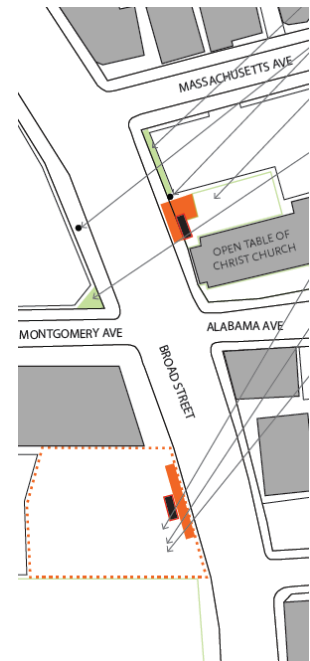 MASSACHUSETTS AVE
OPEN TABLE OF
CHRIST CHURCH
MONTGOMERY AVE
ALABAMA AVE
BROAD STREET